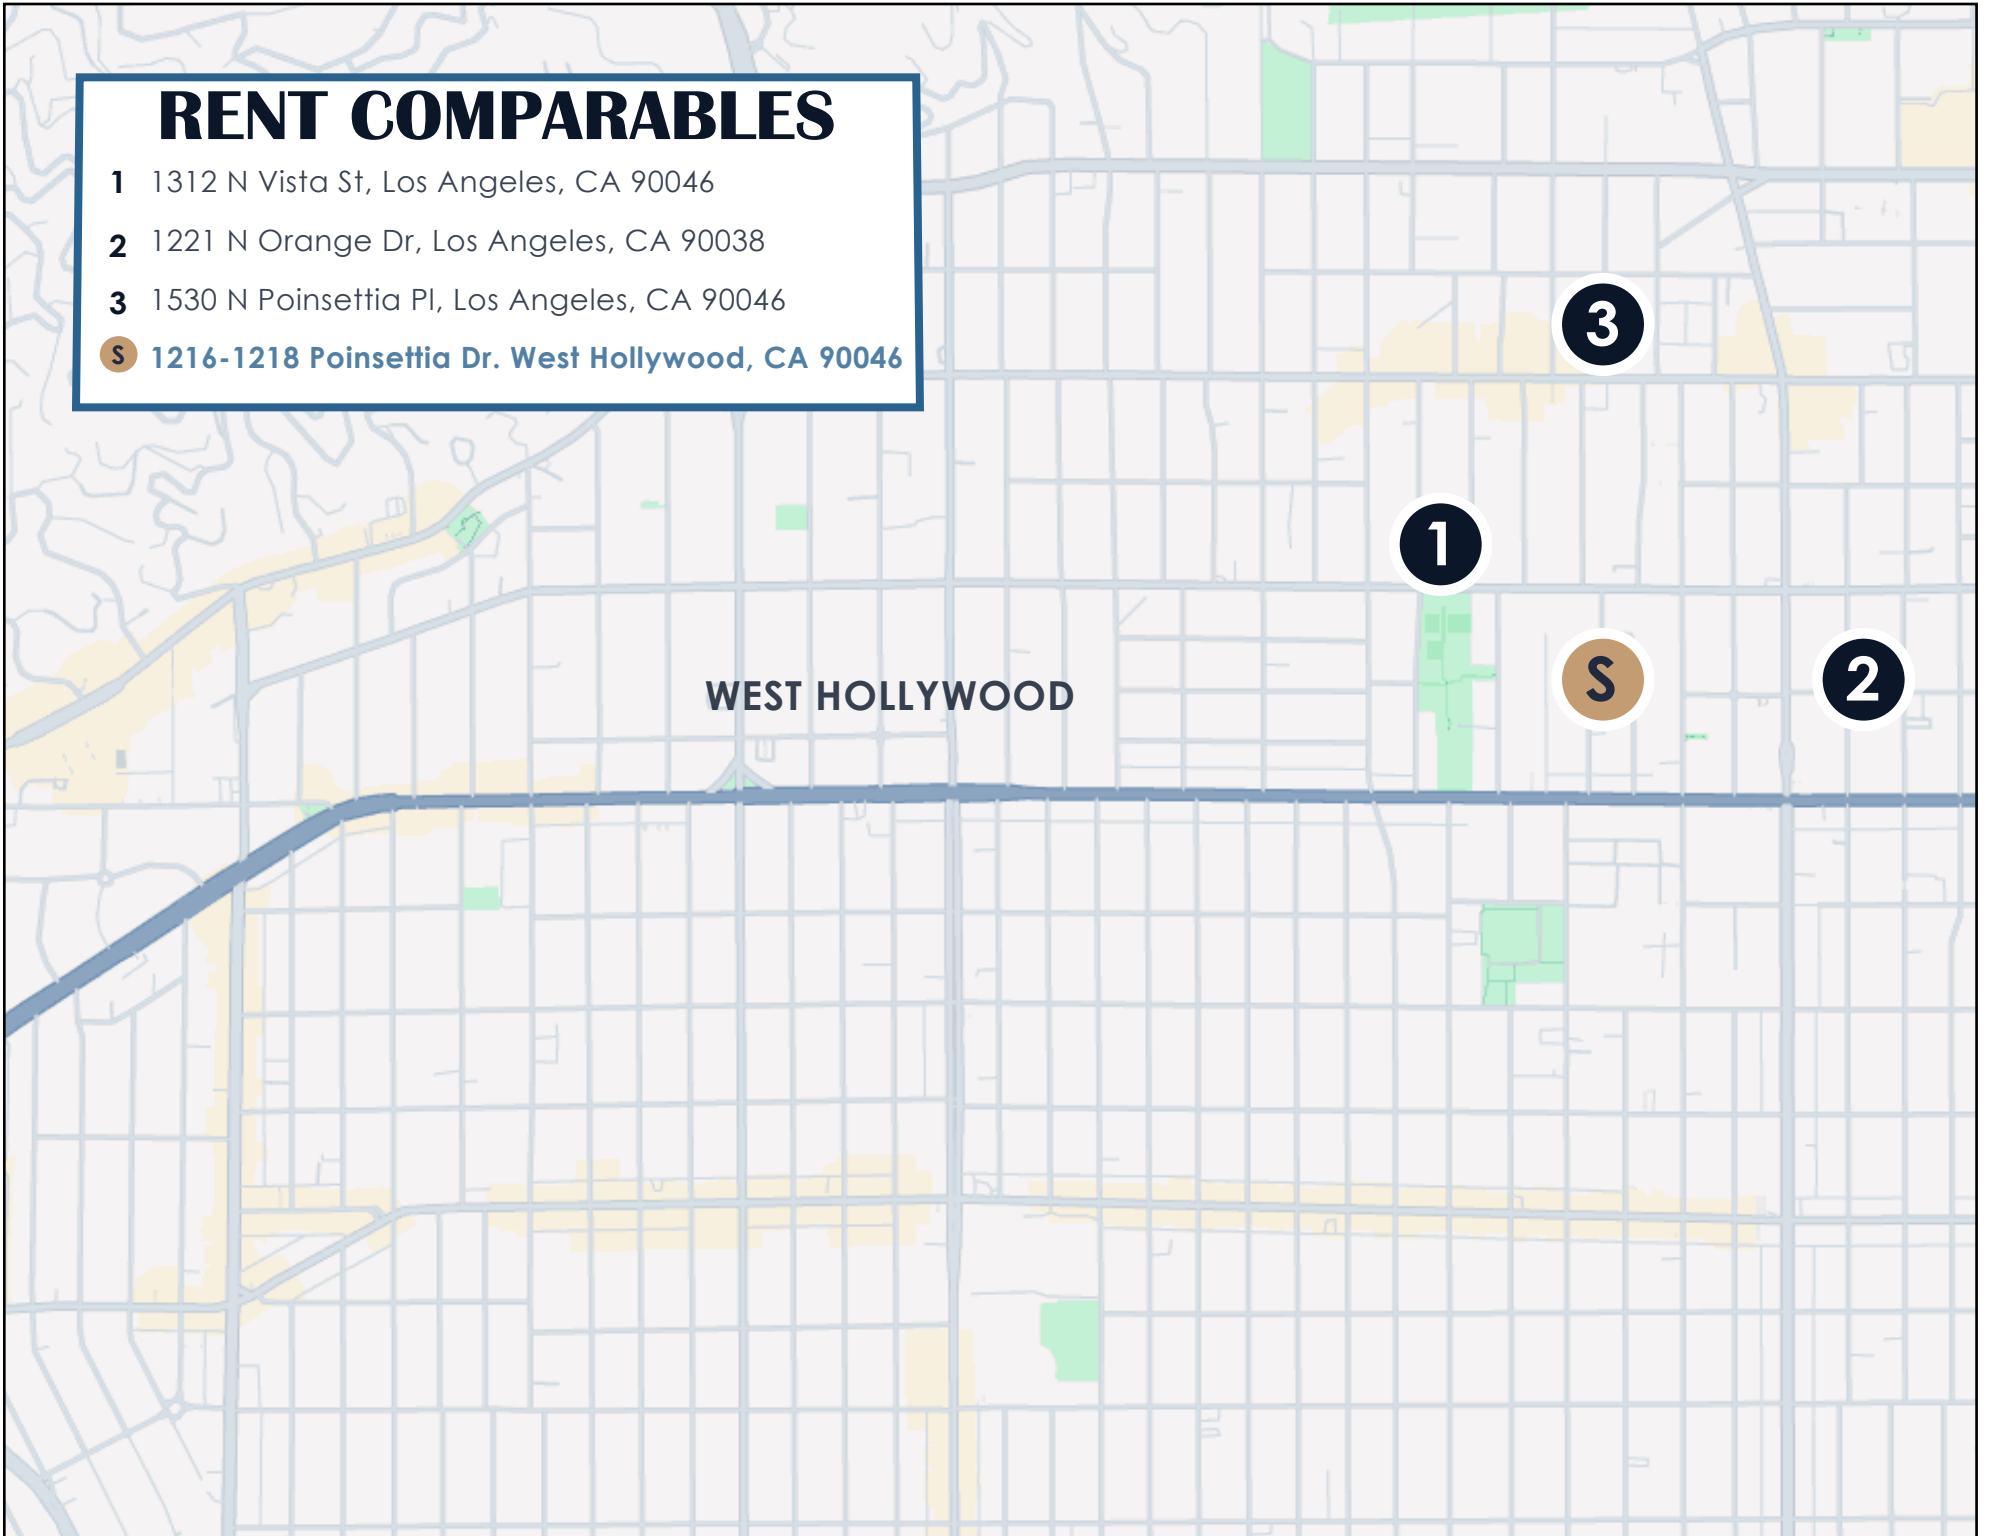 RENT COMPARABLES
1 1312 N Vista St, Los Angeles, CA 90046
2 1221 N Orange Dr, Los Angeles, CA 90038
3 1530 N Poinsettia Pl, Los Angeles, CA 90046
S 1216-1218 Poinsettia Dr. West Hollywood, CA 90046
3
1
S
2
WEST HOLLYWOOD